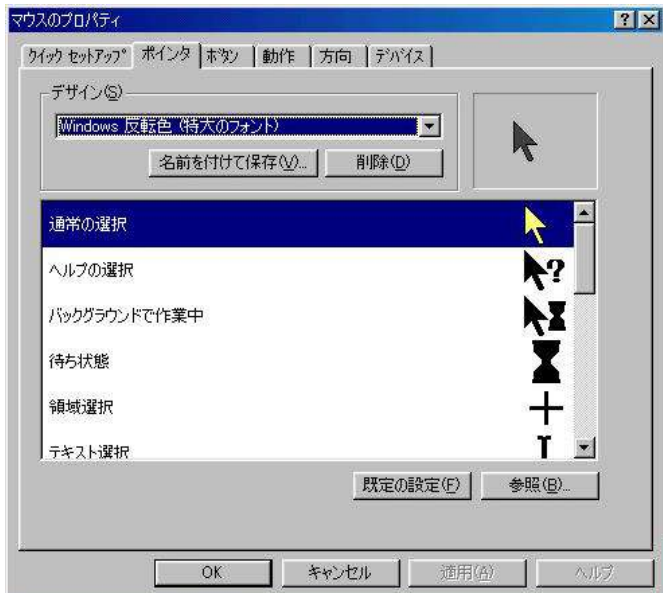 マウスのプロパティ
クイック セットアップ ポインタ ボタン 動作 方向 デバイス
デザイン(S)
Windows 反転色 (特大のフォント)
名前を付けて保存(V)... 削除(D)
通常の選択
ヘルプの選択
バックグラウンドで作業中
待ち状態
領域選択
テキスト選択
既定の設定(F) 参照(B)...
OK キャンセル 適用(A) ヘルプ